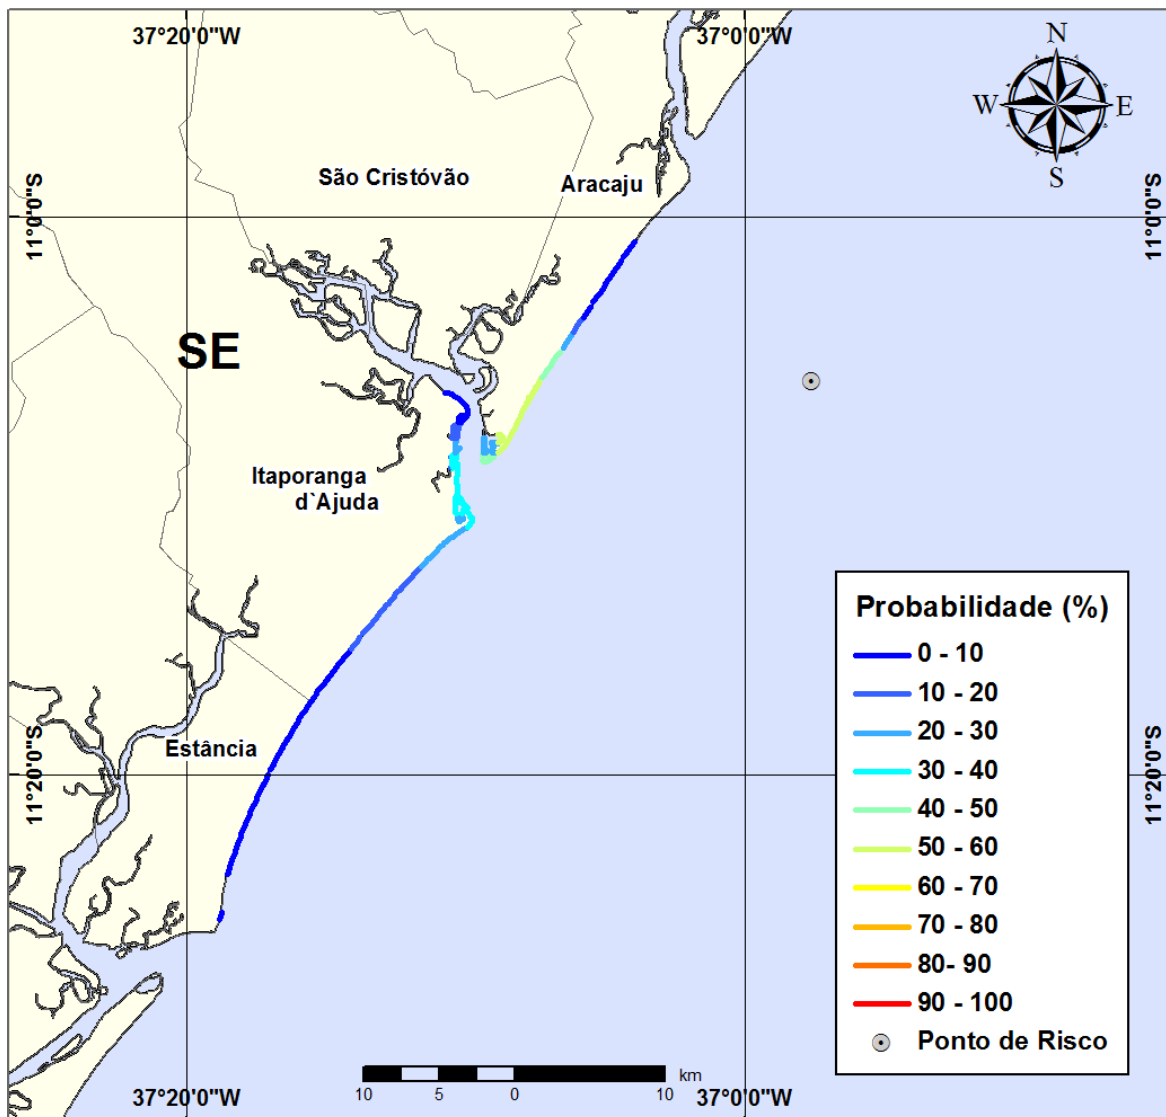 37°20'0"W
37°0'0"W
N
W
E
S
São Cristóvão
Aracaju
11°0'0"S
11°0'0"S
SE
Itaporanga
d`Ajuda
Estância
11°20'0"S
11°20'0"S
Probabilidade (%)
0 - 10
10 - 20
20 - 30
30 - 40
40 - 50
50 - 60
60 - 70
70 - 80
80- 90
90 - 100
Ponto de Risco
10 5 0 10 km
37°20'0"W
37°0'0"W